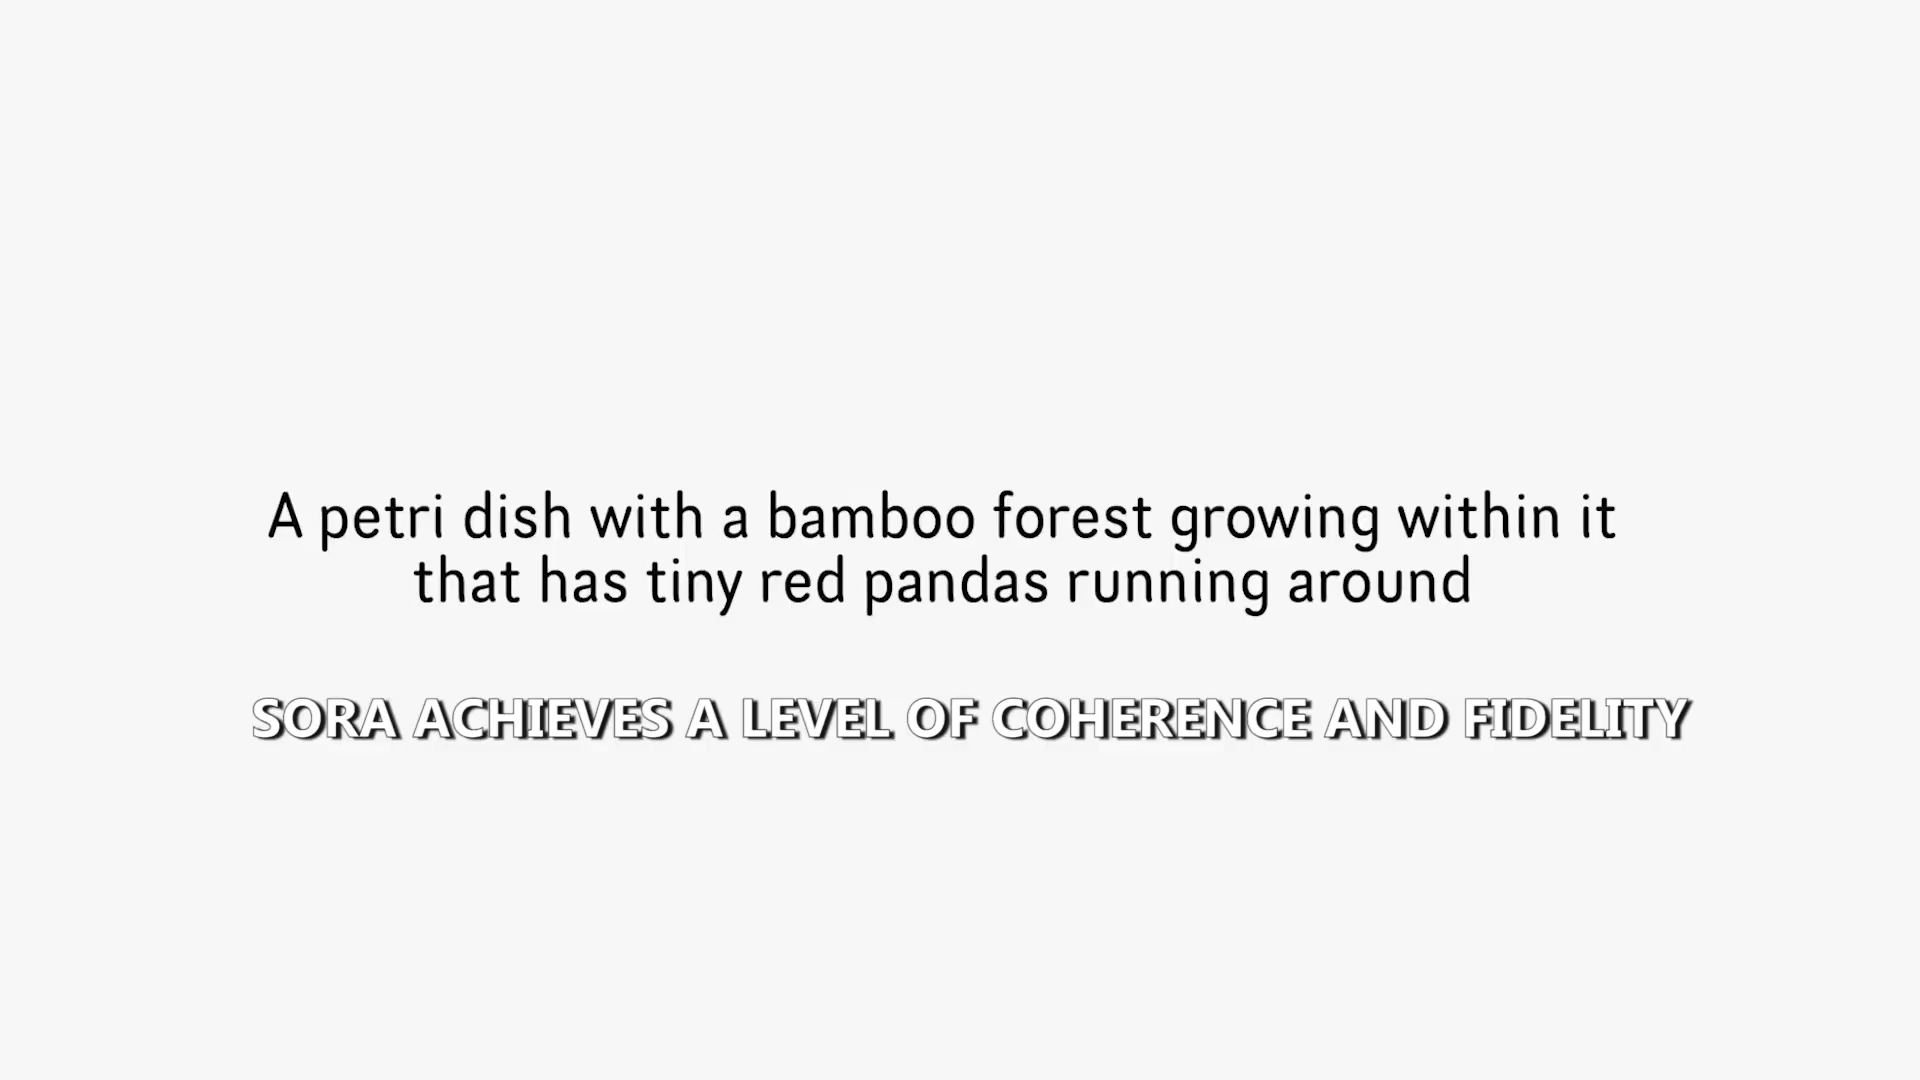 A petri dish with a bamboo forest growing within it
that has tiny red pandas running around
SORA ACHIEVES A LEVEL OF COHERENCE AND FIDELITY